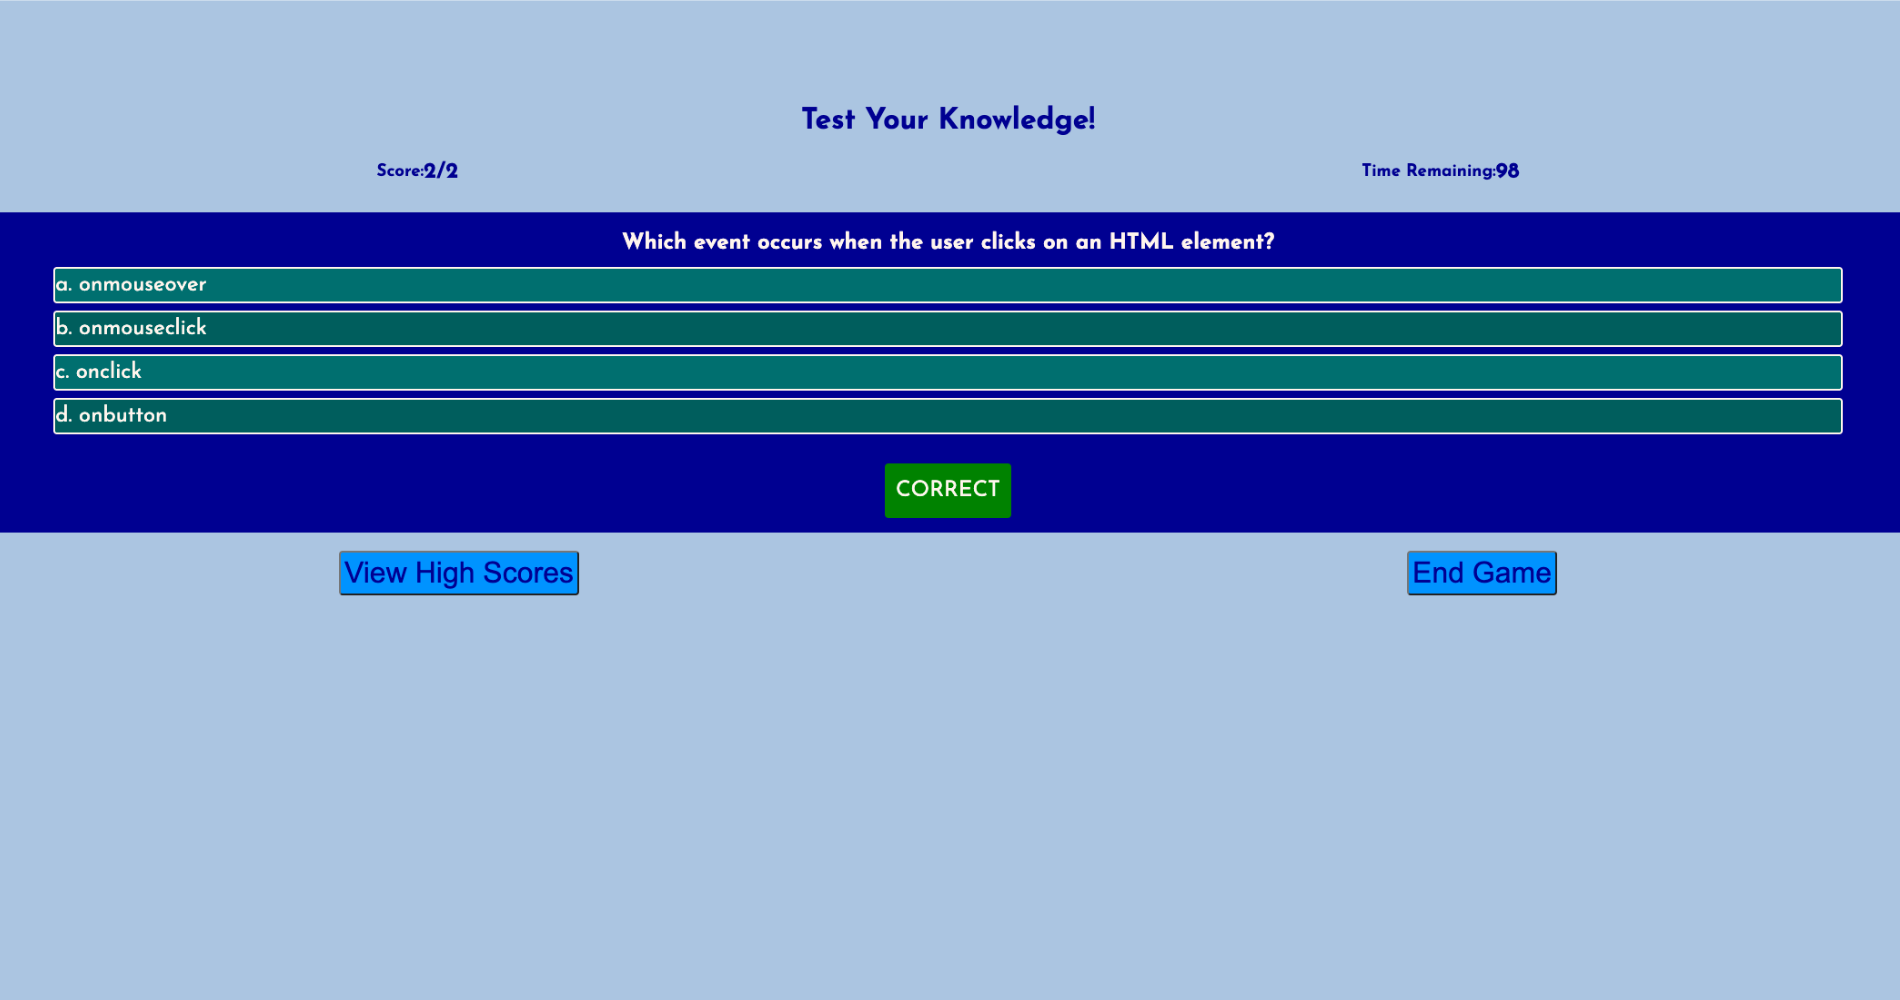 Test Your Knowledge!
Score:2/2 Time Remaining:98
Which event occurs when the user clicks on an HTML element?
a. onmouseover
b. onmouseclick
c. onclick
d. onbutton
CORRECT
View High Scores End Game